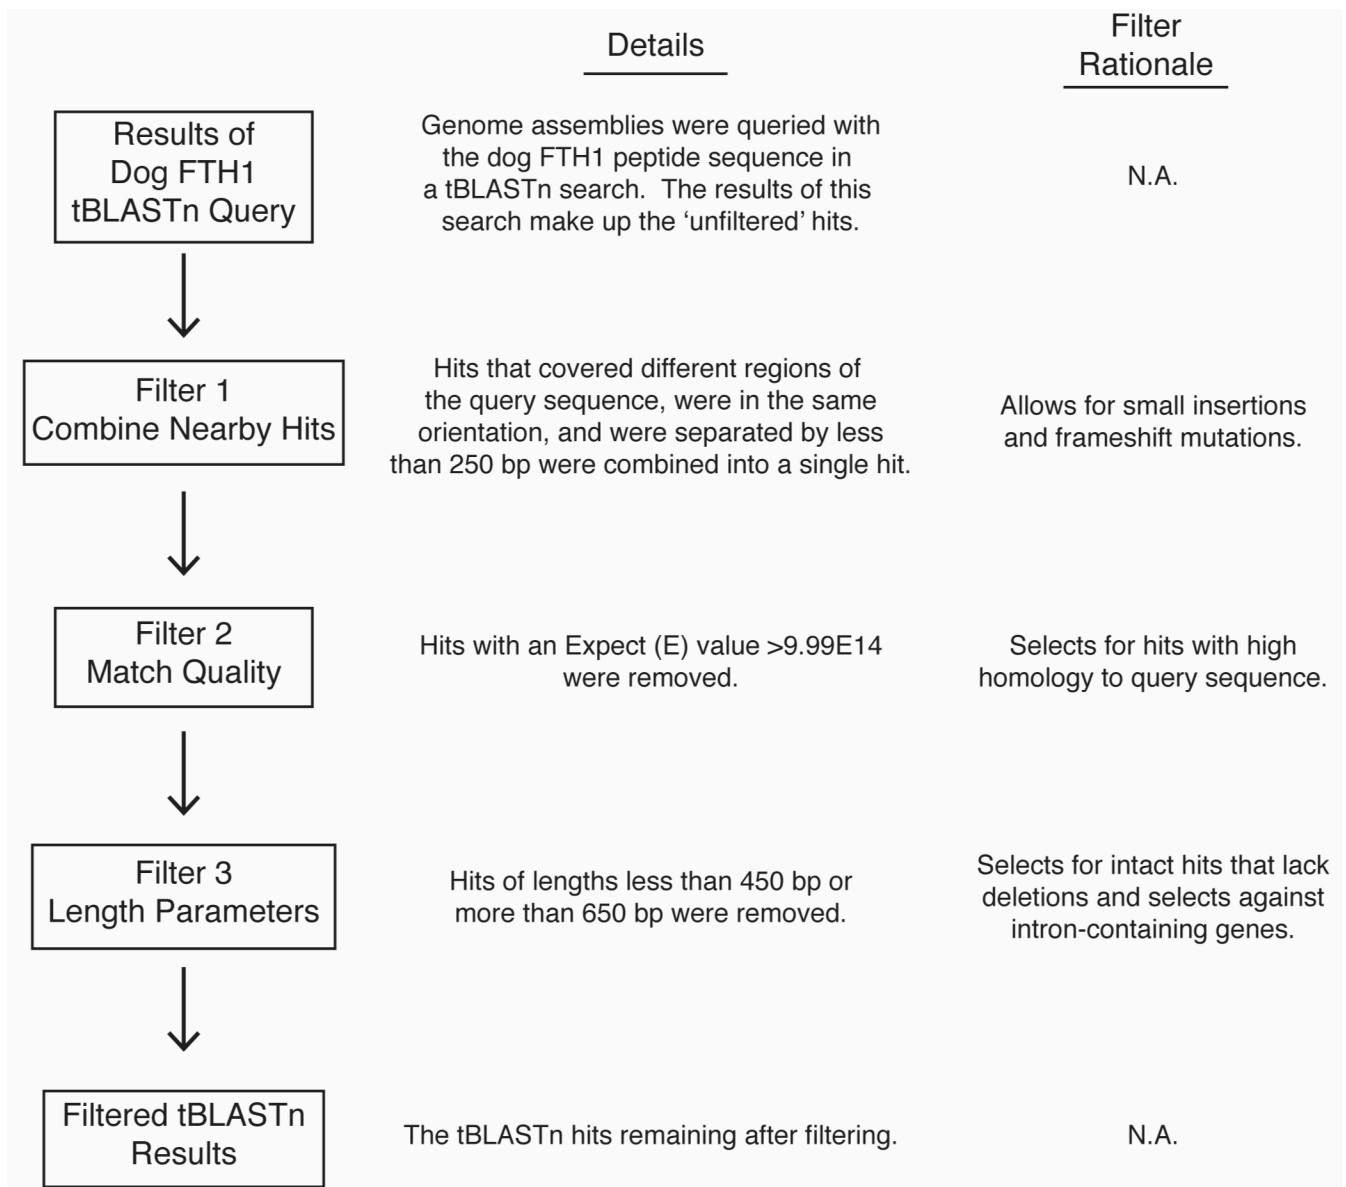 Details
Filter
Rationale
Results of
Dog FTH1
tBLASTn Query
Genome assemblies were queried with
the dog FTH1 peptide sequence in
a tBLASTn search.  The results of this
search make up the ‘unfiltered’ hits.
N.A.
Filter 1
Combine Nearby Hits
Hits that covered different regions of
the query sequence, were in the same
orientation, and were separated by less
than 250 bp were combined into a single hit.
Allows for small insertions
and frameshift mutations.
Filter 2
Match Quality
Hits with an Expect (E) value >9.99E14
were removed.
Selects for hits with high
homology to query sequence.
Filter 3
Length Parameters
Hits of lengths less than 450 bp or
more than 650 bp were removed.
Selects for intact hits that lack
deletions and selects against
intron-containing genes.
Filtered tBLASTn
Results
The tBLASTn hits remaining after filtering.
N.A.